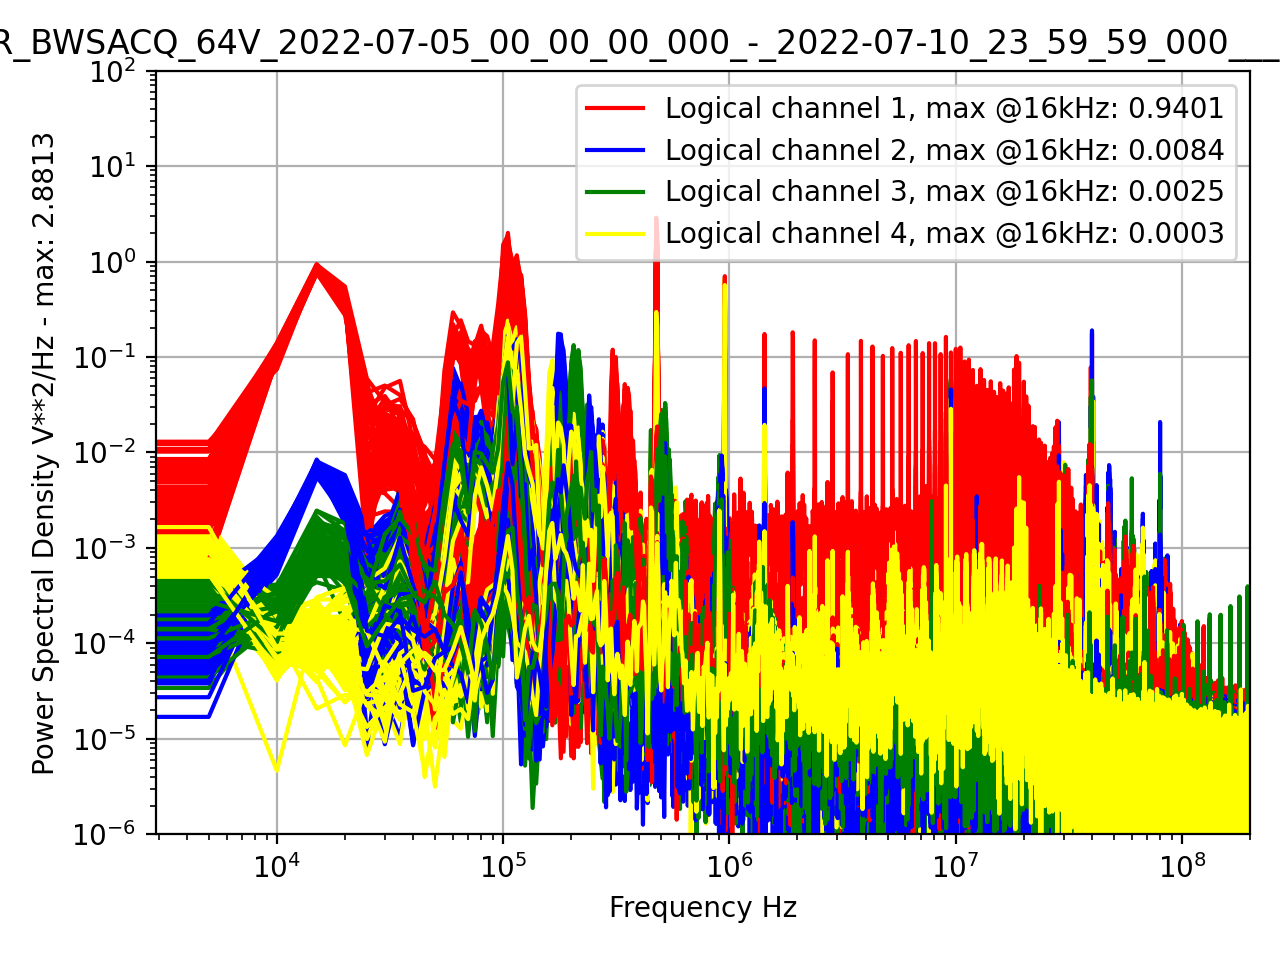 R_BWSACQ_64V_2022-07-05_00_00_00_000_-_2022-07-10_23_59_59_000___
Logical channel 1, max @16kHz: 0.9401
Logical channel 2, max @16kHz: 0.0084
Logical channel 3, max @16kHz: 0.0025
Logical channel 4, max @16kHz: 0.0003
Power Spectral Density V**2/Hz - max: 2.8813
10²
10¹
10⁰
10⁻¹
10⁻²
10⁻³
10⁻⁴
10⁻⁵
10⁻⁶
10⁴ 10⁵ 10⁶ 10⁷ 10⁸
Frequency Hz